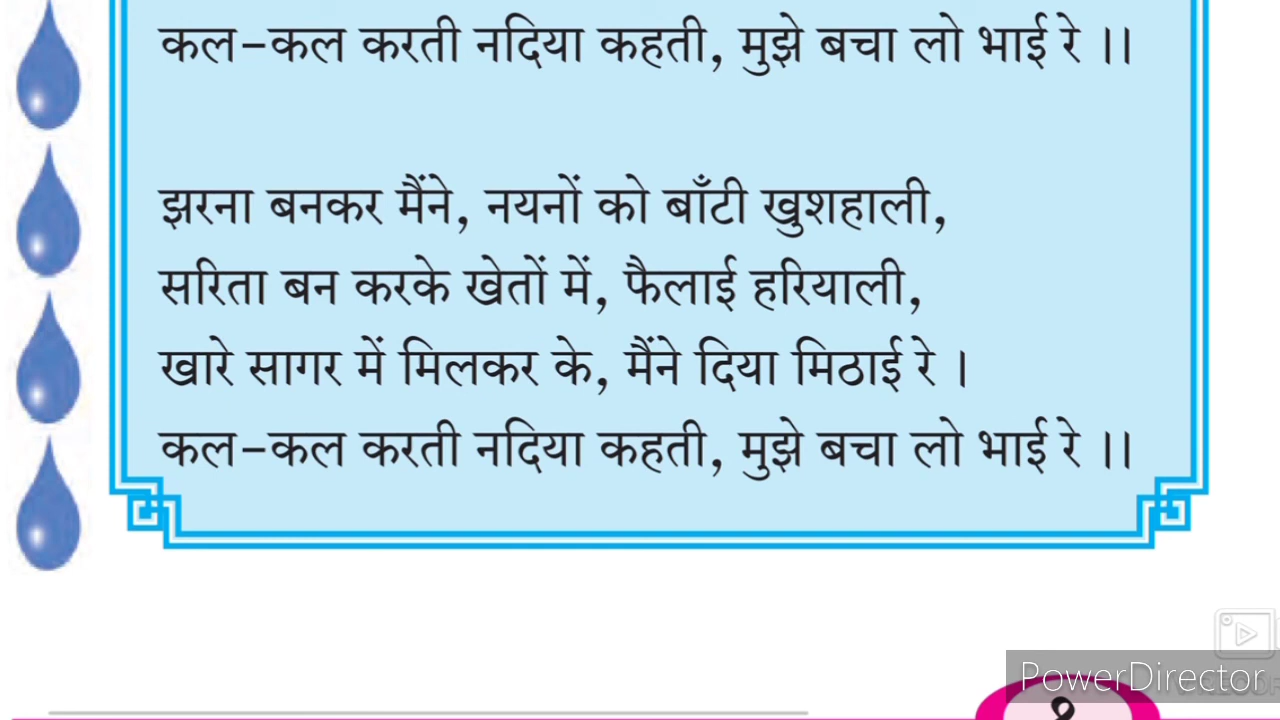 कल-कल करती नदिया कहती, मुझे बचा लो भाई रे ।।
झरना बनकर मैंने, नयनों को बाँटी खुशहाली,
सरिता बन करके खेतों में, फैलाई हरियाली,
खारे सागर में मिलकर के, मैंने दिया मिठाई रे ।
कल-कल करती नदिया कहती, मुझे बचा लो भाई रे ।।
PowerDirector